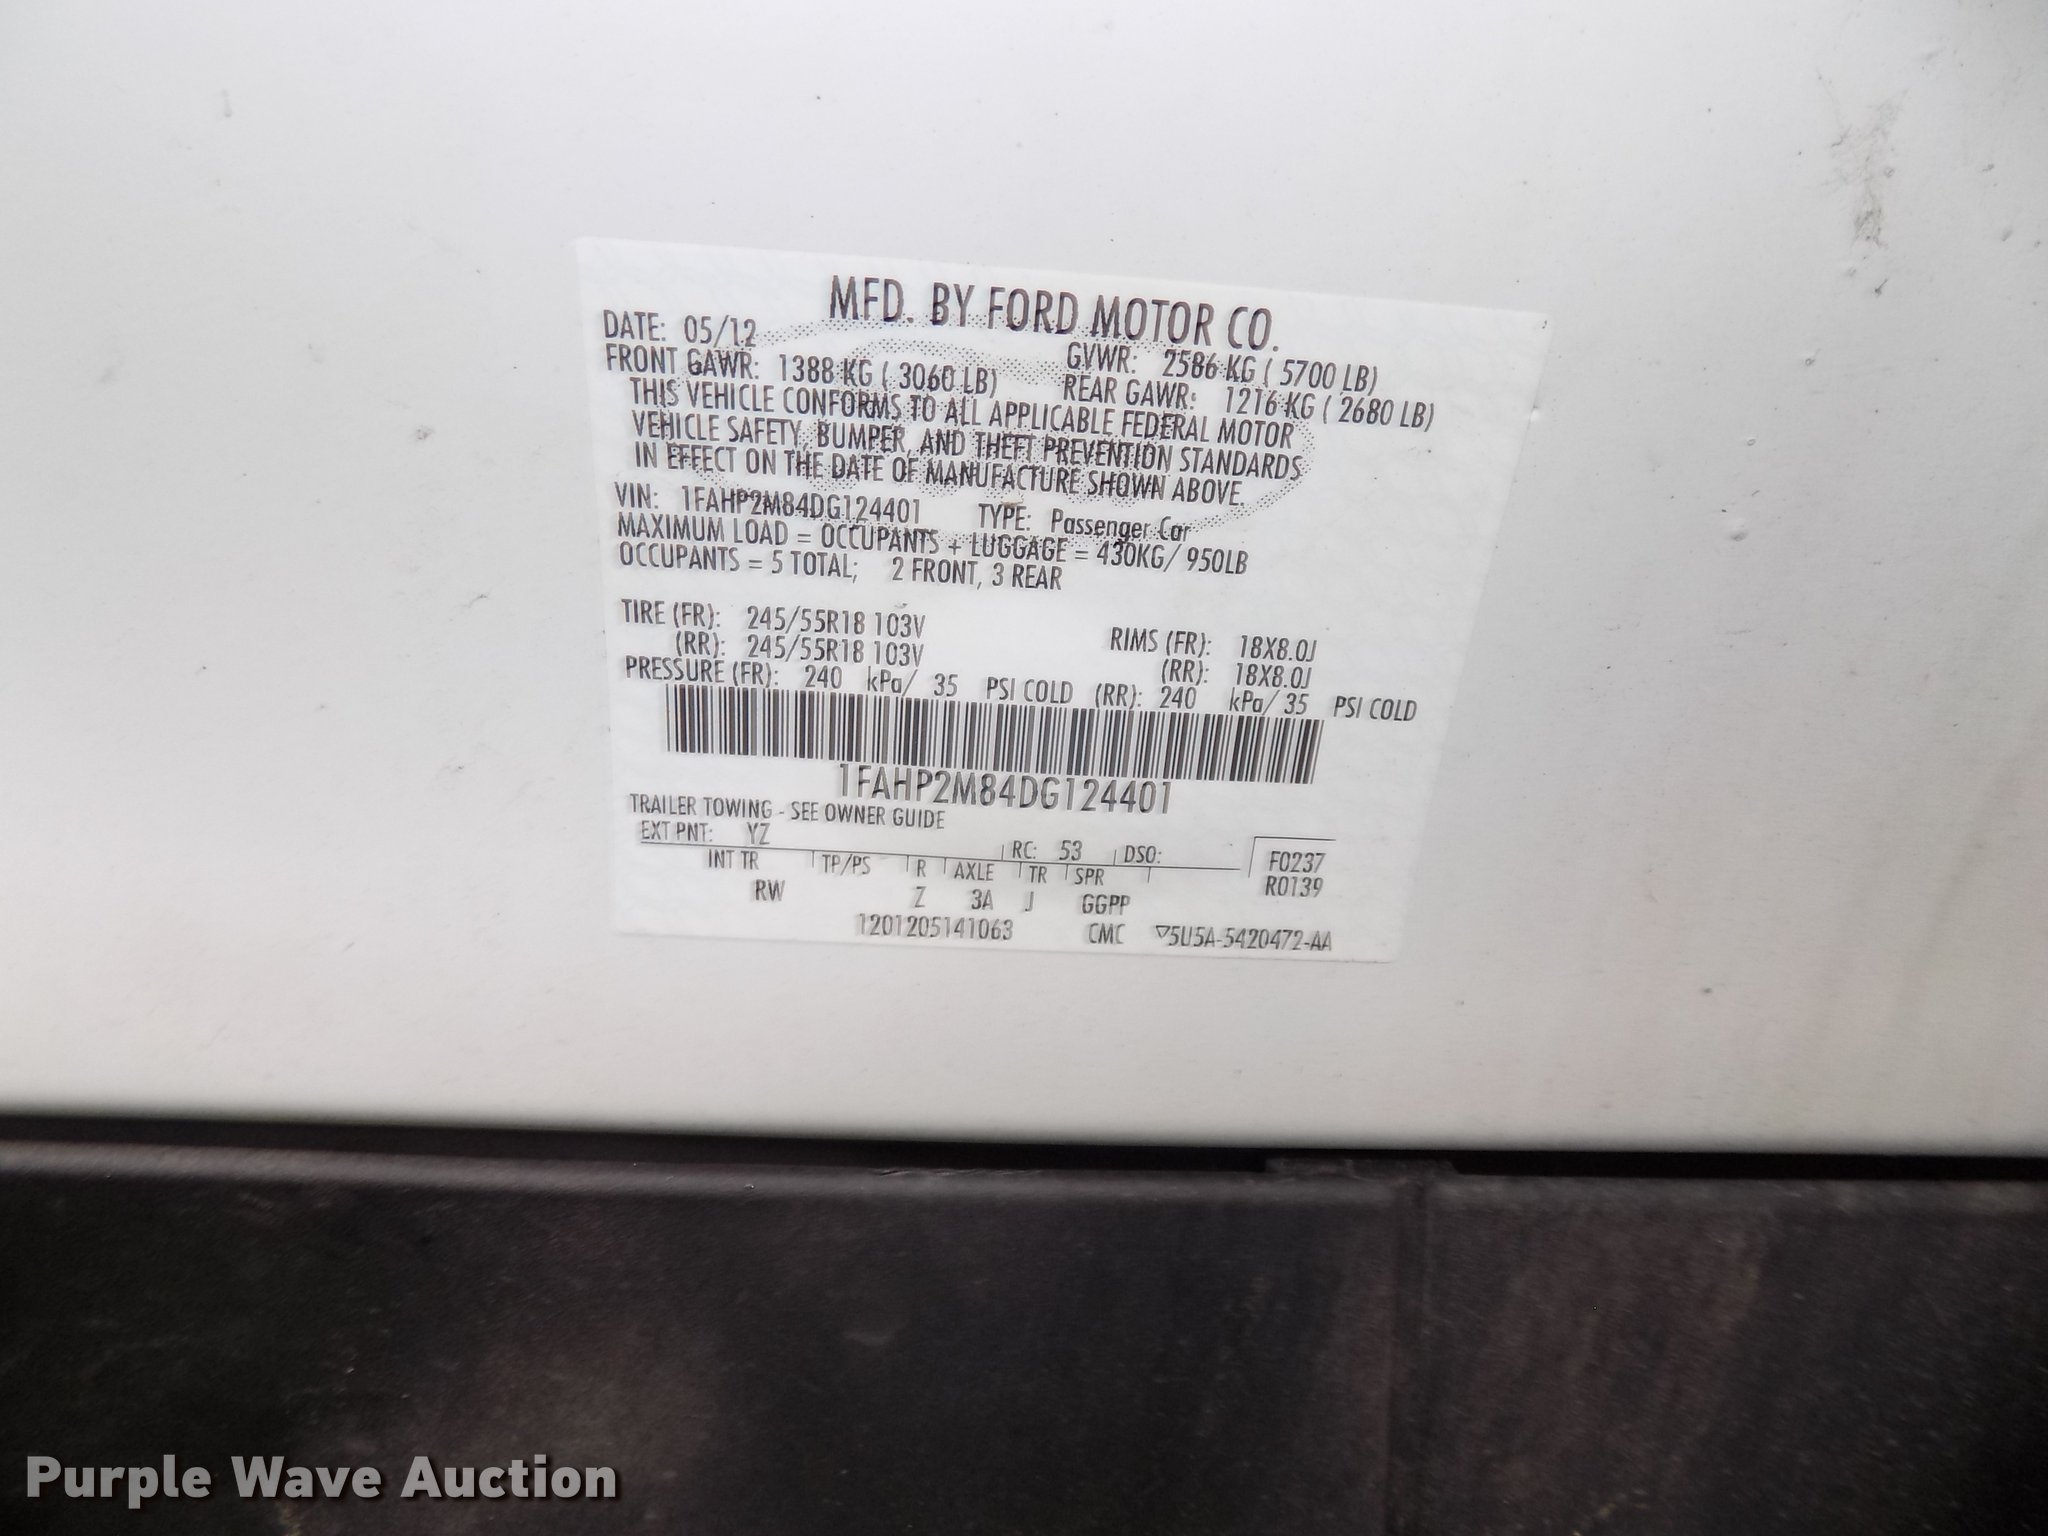 MFD. BY FORD MOTOR CO.
DATE: 05/12 GVWR: 2586 KG ( 5700 LB)
FRONT GAWR: 1388 KG ( 3060 LB) REAR GAWR: 1216 KG ( 2680 LB)
THIS VEHICLE CONFORMS TO ALL APPLICABLE FEDERAL MOTOR
VEHICLE SAFETY, BUMPER, AND THEFT PREVENTION STANDARDS
IN EFFECT ON THE DATE OF MANUFACTURE SHOWN ABOVE.
VIN: 1FAHP2M84DG124401 TYPE: Passenger Car
MAXIMUM LOAD = OCCUPANTS + LUGGAGE = 430KG/ 950LB
OCCUPANTS = 5 TOTAL; 2 FRONT, 3 REAR
TIRE (FR): 245/55R18 103V RIMS (FR): 18X8.0J
(RR): 245/55R18 103V (RR): 18X8.0J
PRESSURE (FR): 240 kPa/ 35 PSI COLD (RR): 240 kPa/ 35 PSI COLD
1FAHP2M84DG124401
TRAILER TOWING - SEE OWNER GUIDE
EXT PNT: YZ RC: 53 DSO: F0237
INT TR TP/PS R AXLE TR SPR R0139
RW Z 3A J GGPP
1201205141063 CMC ▽5U5A-5420472-AA
Purple Wave Auction